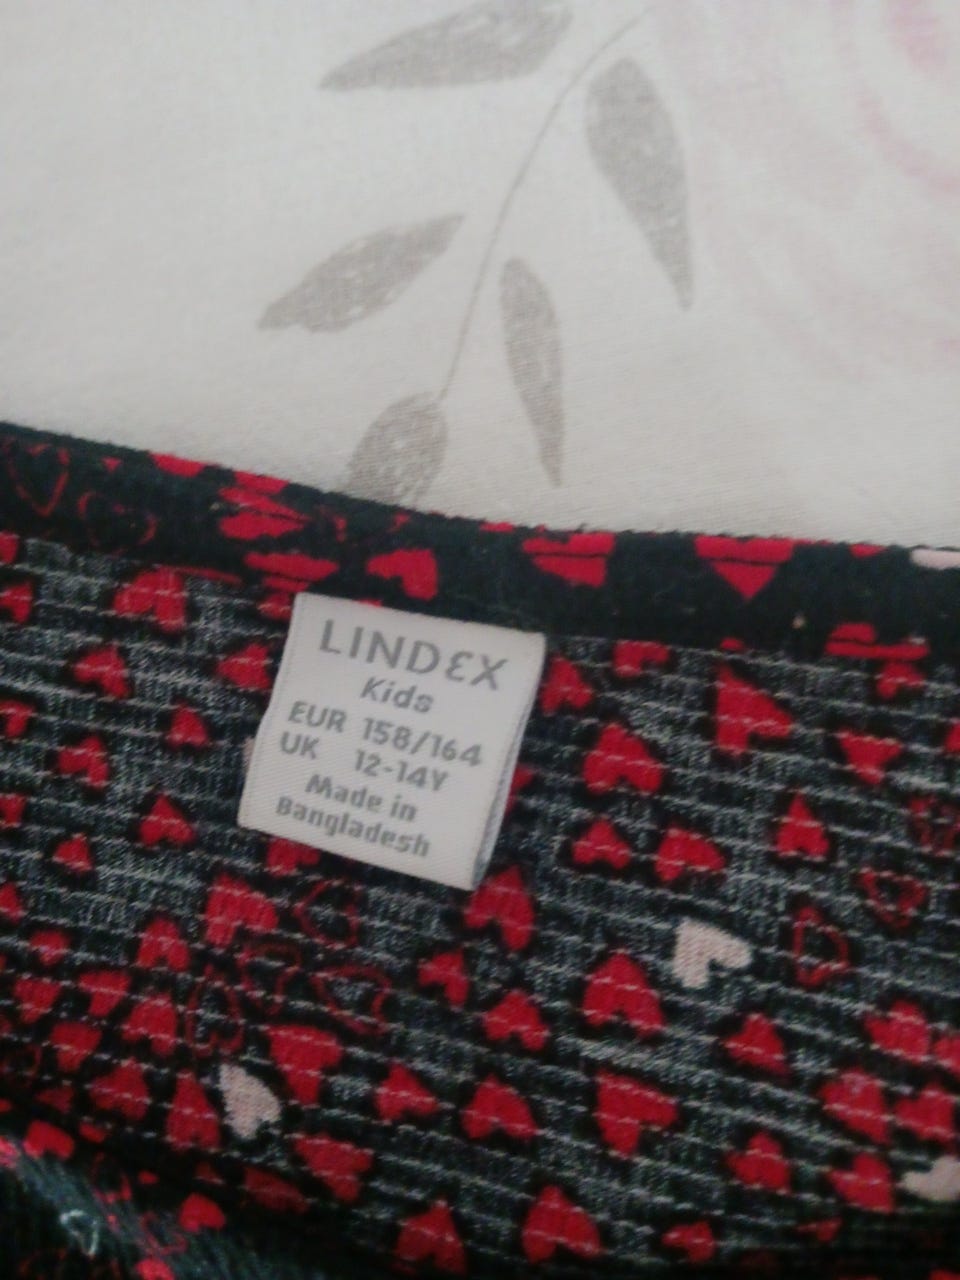 LINDEX
Kids
EUR 158/164
UK 12-14Y
Made in
Bangladesh